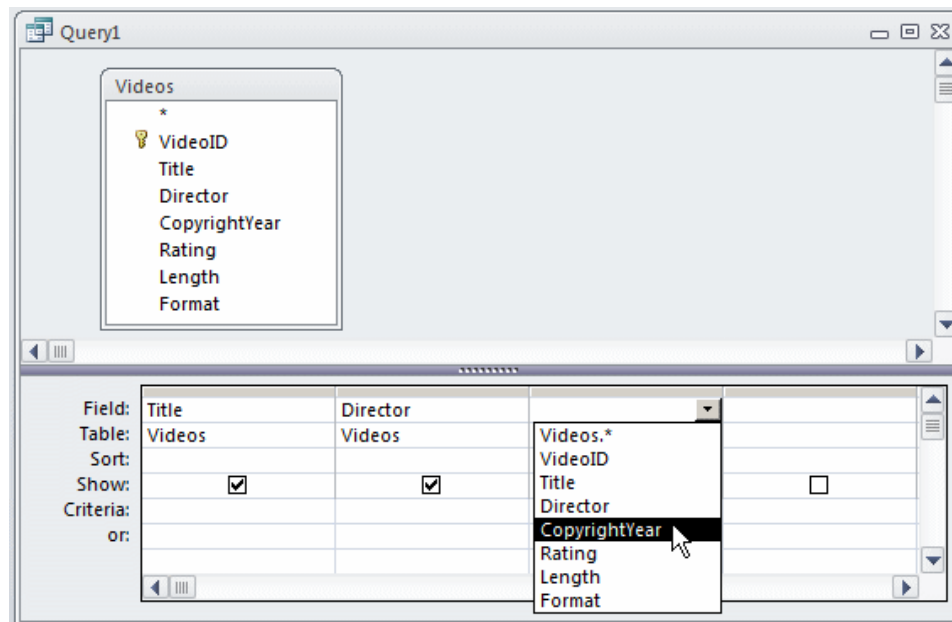 Query1
Videos
*
VideoID
Title
Director
CopyrightYear
Rating
Length
Format
Field: Title Director
Table: Videos Videos
Sort:
Show:
Criteria:
or:
Videos.*
VideoID
Title
Director
CopyrightYear
Rating
Length
Format